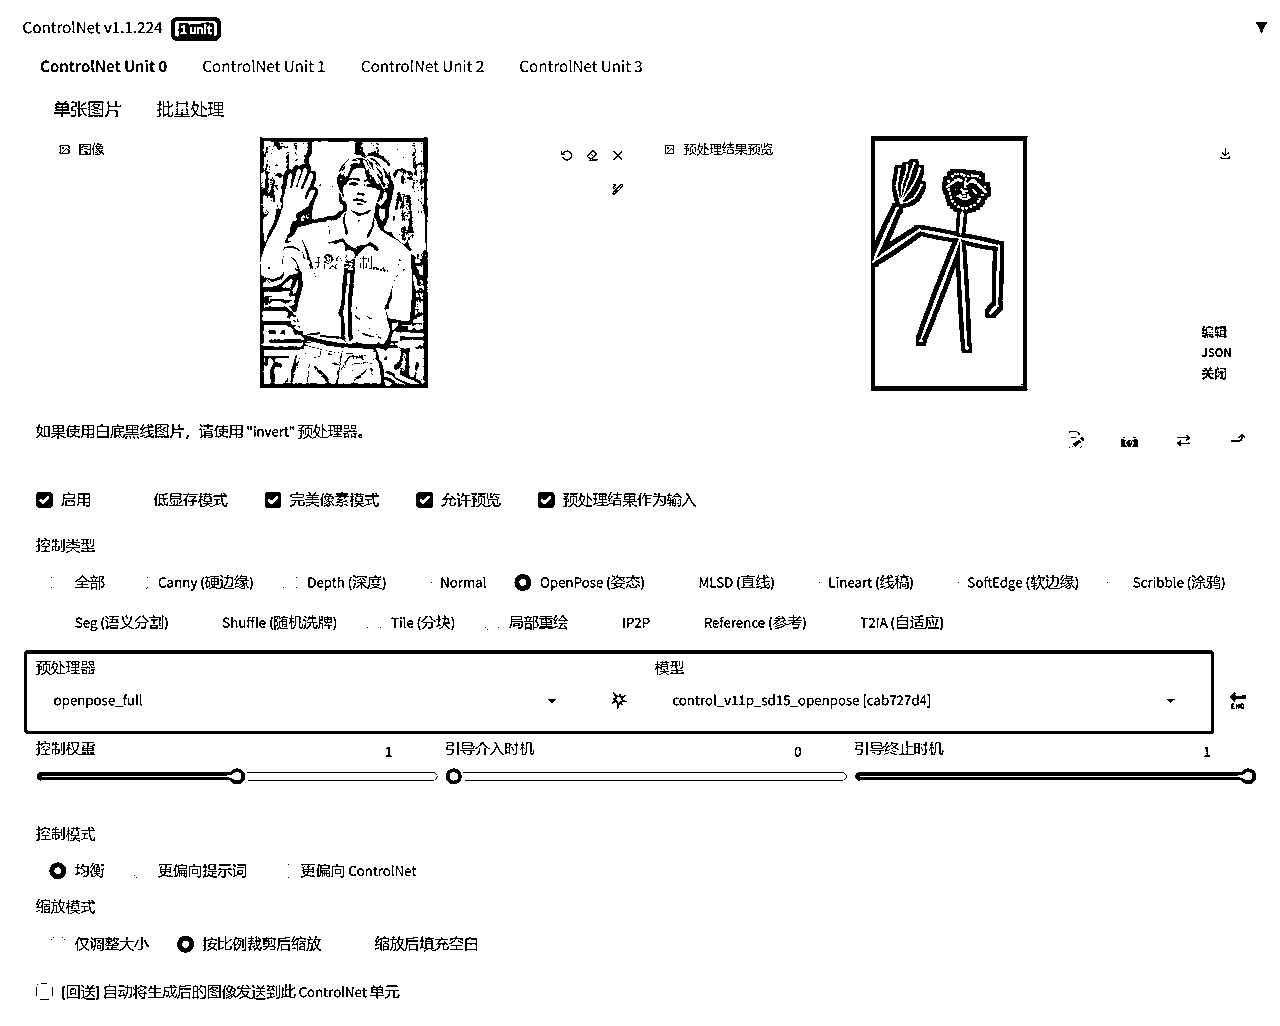 ControlNet v1.1.224 1 unit
ControlNet Unit 0 ControlNet Unit 1 ControlNet Unit 2 ControlNet Unit 3
单张图片 批量处理
图像 预处理结果预览
编辑
JSON
关闭
如果使用白底黑线图片，请使用 "invert" 预处理器。
启用 低显存模式 完美像素模式 允许预览 预处理结果作为输入
控制类型
全部 Canny (硬边缘) Depth (深度) Normal OpenPose (姿态) MLSD (直线) Lineart (线稿) SoftEdge (软边缘) Scribble (涂鸦)
Seg (语义分割) Shuffle (随机洗牌) Tile (分块) 局部重绘 IP2P Reference (参考) T2IA (自适应)
预处理器 模型
openpose_full control_v11p_sd15_openpose [cab727d4]
END
控制权重 1 引导介入时机 0 引导终止时机 1
控制模式
均衡 更偏向提示词 更偏向 ControlNet
缩放模式
仅调整大小 按比例裁剪后缩放 缩放后填充空白
[回送] 自动将生成后的图像发送到此 ControlNet 单元